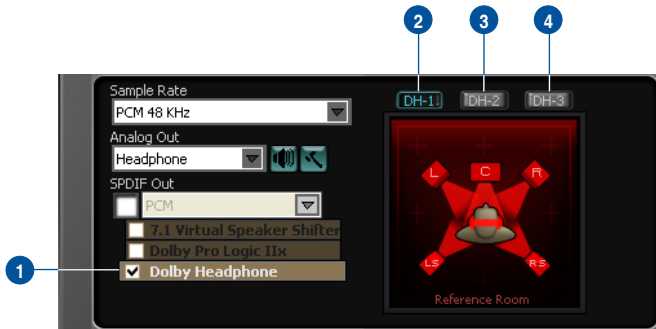 2 3 4
Sample Rate
PCM 48 KHz
DH-1 DH-2 DH-3
Analog Out
Headphone
SPDIF Out
PCM
7.1 Virtual Speaker Shifter
Dolby Pro Logic IIx
1 Dolby Headphone
L C R
LS RS
Reference Room